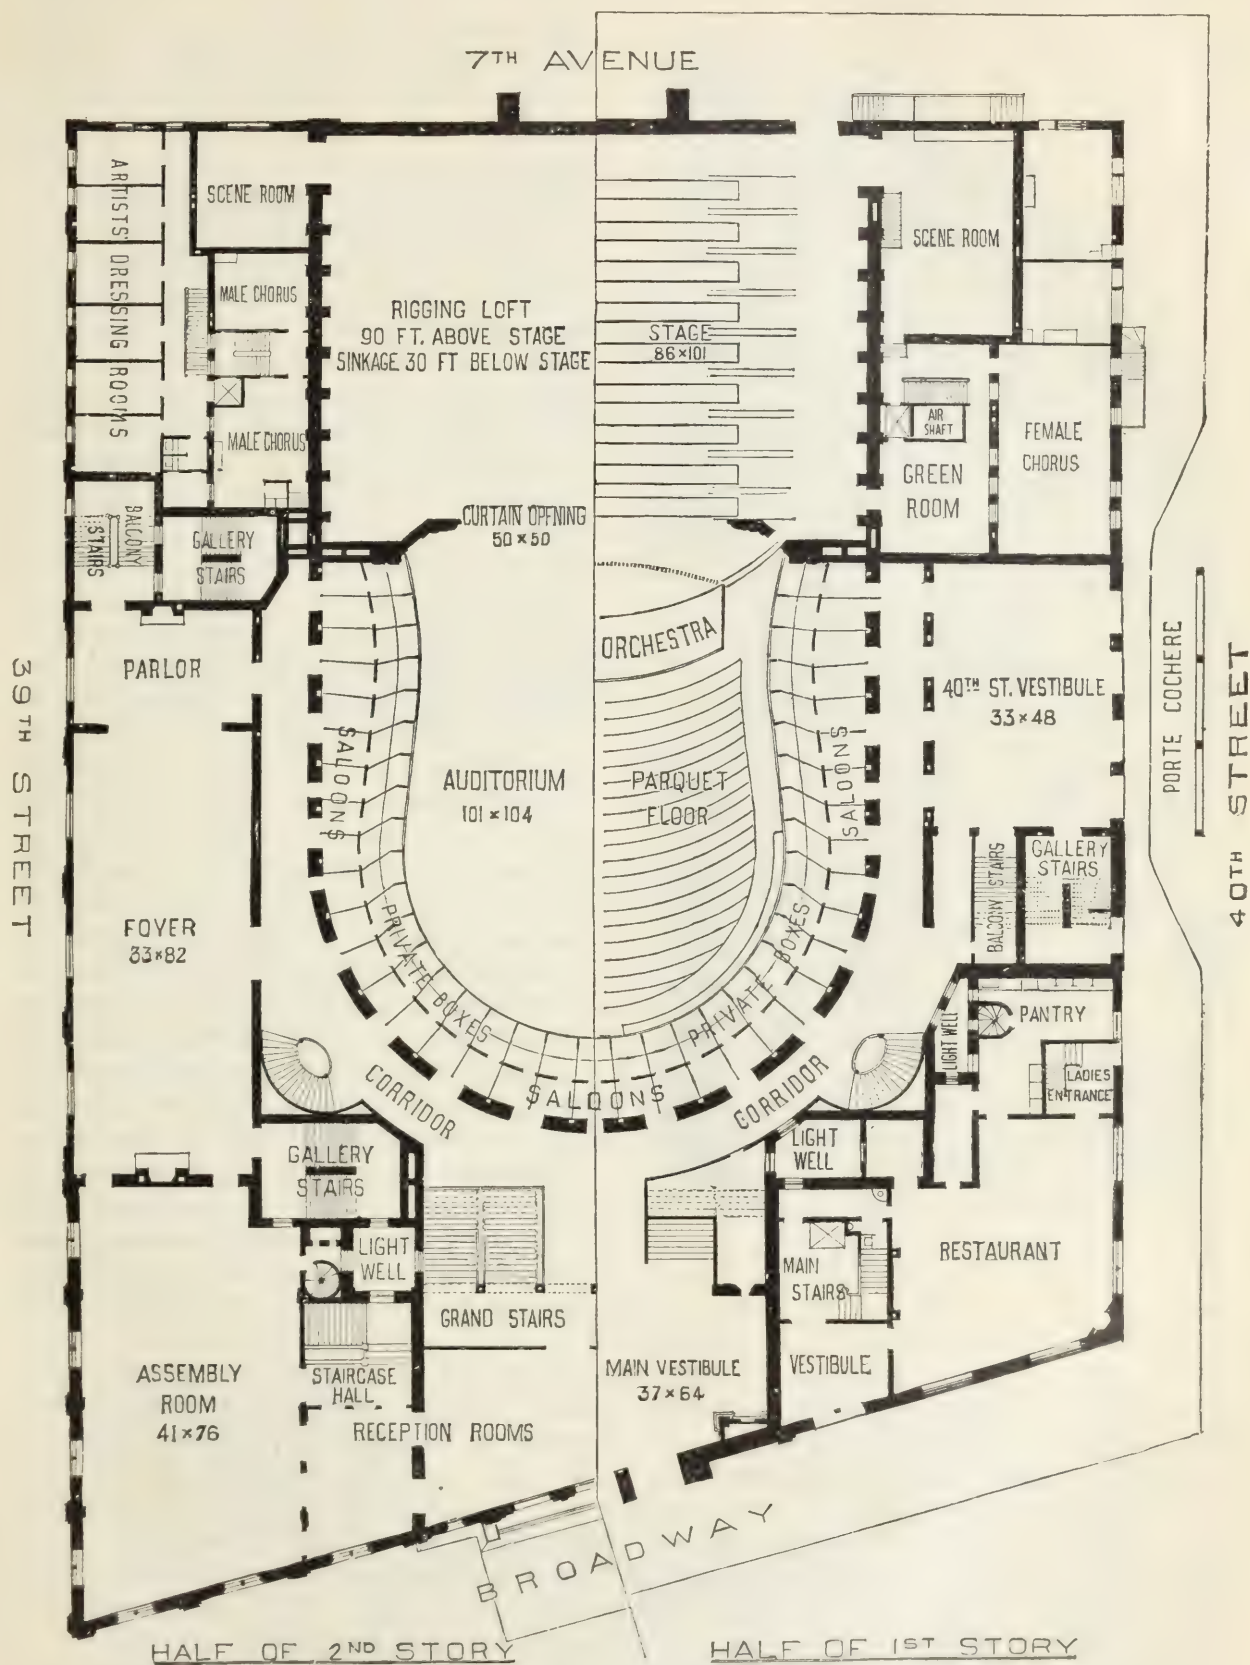 7TH AVENUE
ARTISTS' DRESSING ROOMS
SCENE ROOM
MALE CHORUS
MALE CHORUS
RIGGING LOFT
90 FT. ABOVE STAGE
SINKAGE 30 FT BELOW STAGE
STAGE
86×101
SCENE ROOM
AIR
SHAFT
GREEN
ROOM
FEMALE
CHORUS
BALCONY
STAIRS
GALLERY
STAIRS
CURTAIN OPENING
50×50
PARLOR
ORCHESTRA
40TH ST. VESTIBULE
33×48
PORTE COCHERE
39TH STREET
40TH STREET
SALOONS
AUDITORIUM
101×104
PARQUET
FLOOR
SALOONS
BALCONY STAIRS
GALLERY
STAIRS
FOYER
33×82
PRIVATE BOXES
PRIVATE BOXES
LIGHT WELL
PANTRY
LADIES
ENTRANCE
CORRIDOR
SALOONS
CORRIDOR
GALLERY
STAIRS
LIGHT
WELL
LIGHT
WELL
MAIN
STAIRS
RESTAURANT
GRAND STAIRS
ASSEMBLY
ROOM
41×76
STAIRCASE
HALL
RECEPTION ROOMS
MAIN VESTIBULE
37×64
VESTIBULE
BROADWAY
HALF OF 2ND STORY
HALF OF 1ST STORY